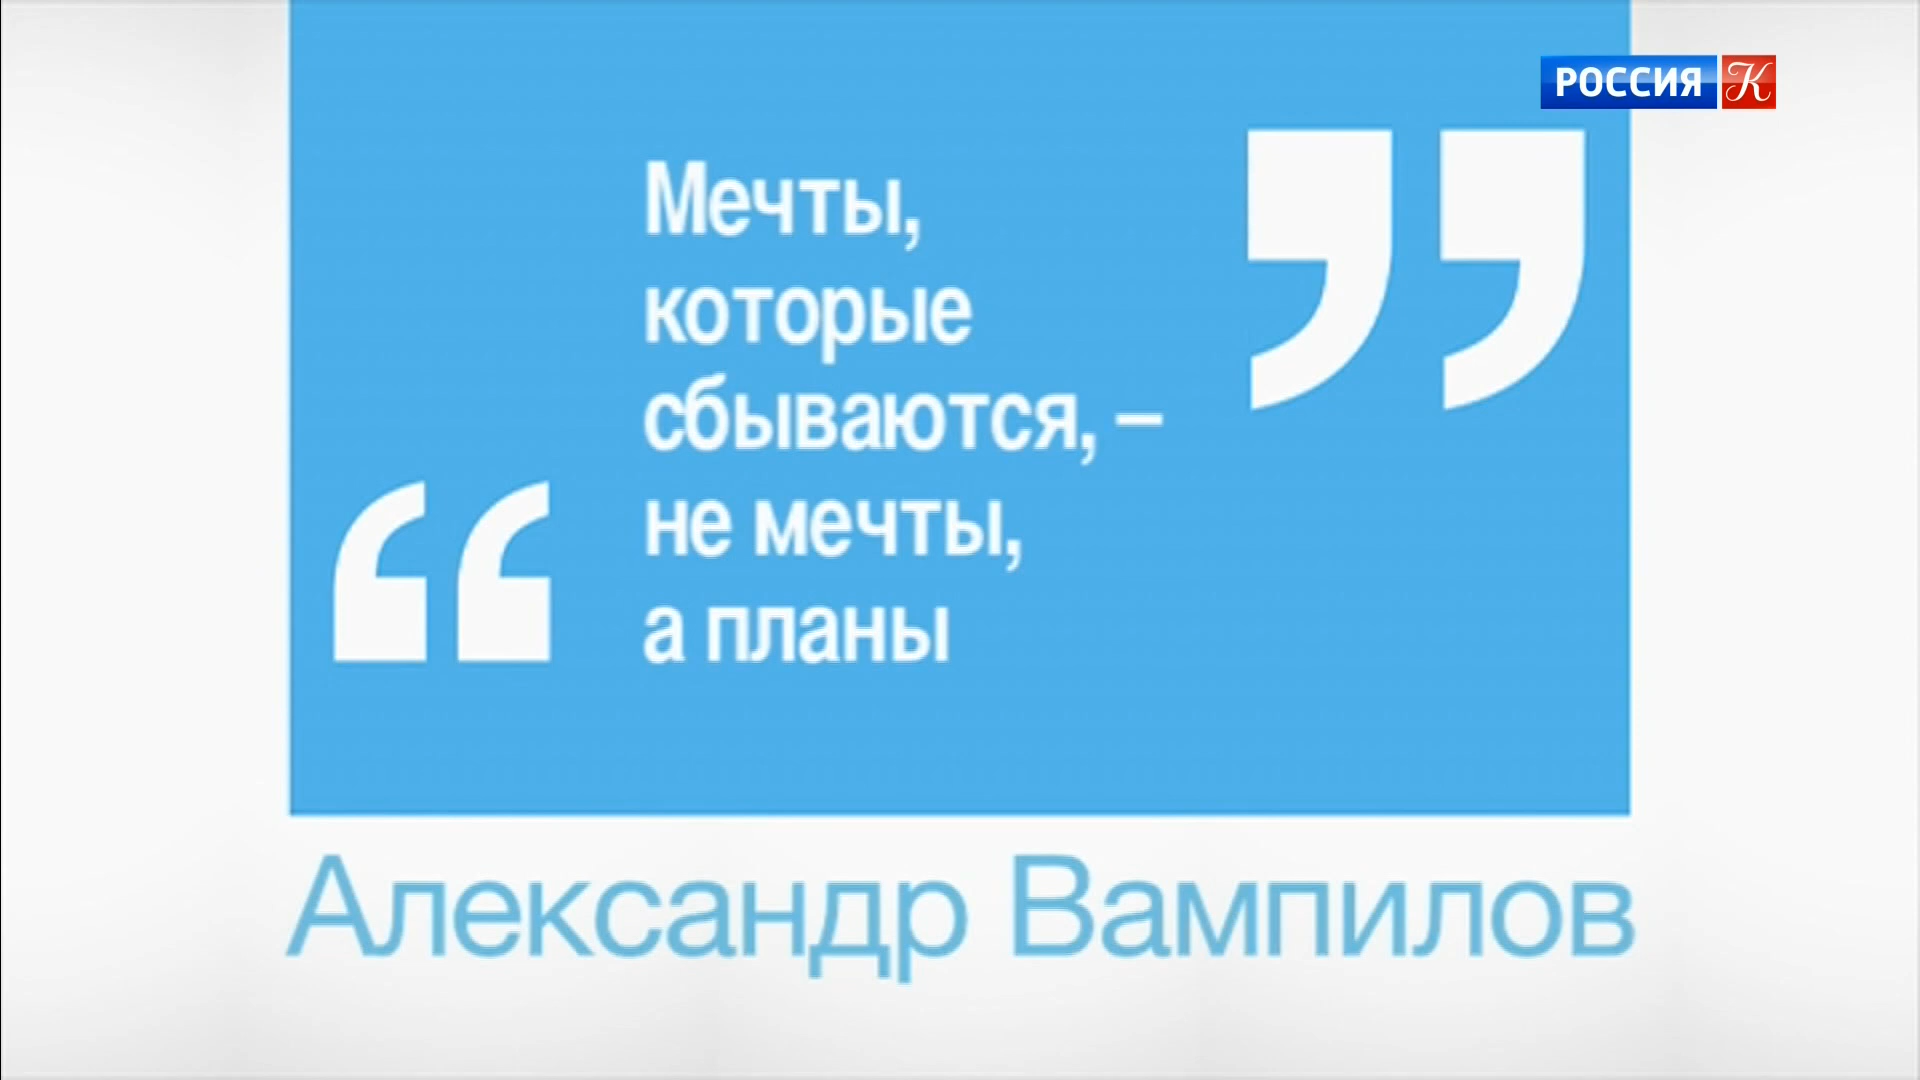 РОССИЯ К
Мечты,
которые
сбываются, –
не мечты,
а планы
Александр Вампилов